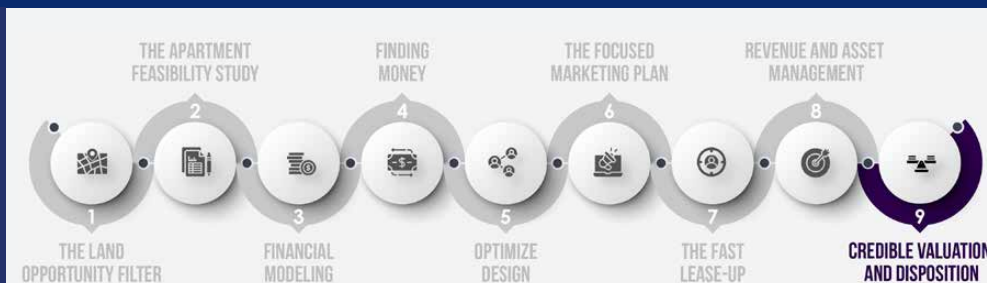 THE APARTMENT
FEASIBILITY STUDY
FINDING
MONEY
THE FOCUSED
MARKETING PLAN
REVENUE AND ASSET
MANAGEMENT
2
4
6
8
1
3
5
7
9
THE LAND
OPPORTUNITY FILTER
FINANCIAL
MODELING
OPTIMIZE
DESIGN
THE FAST
LEASE-UP
CREDIBLE VALUATION
AND DISPOSITION